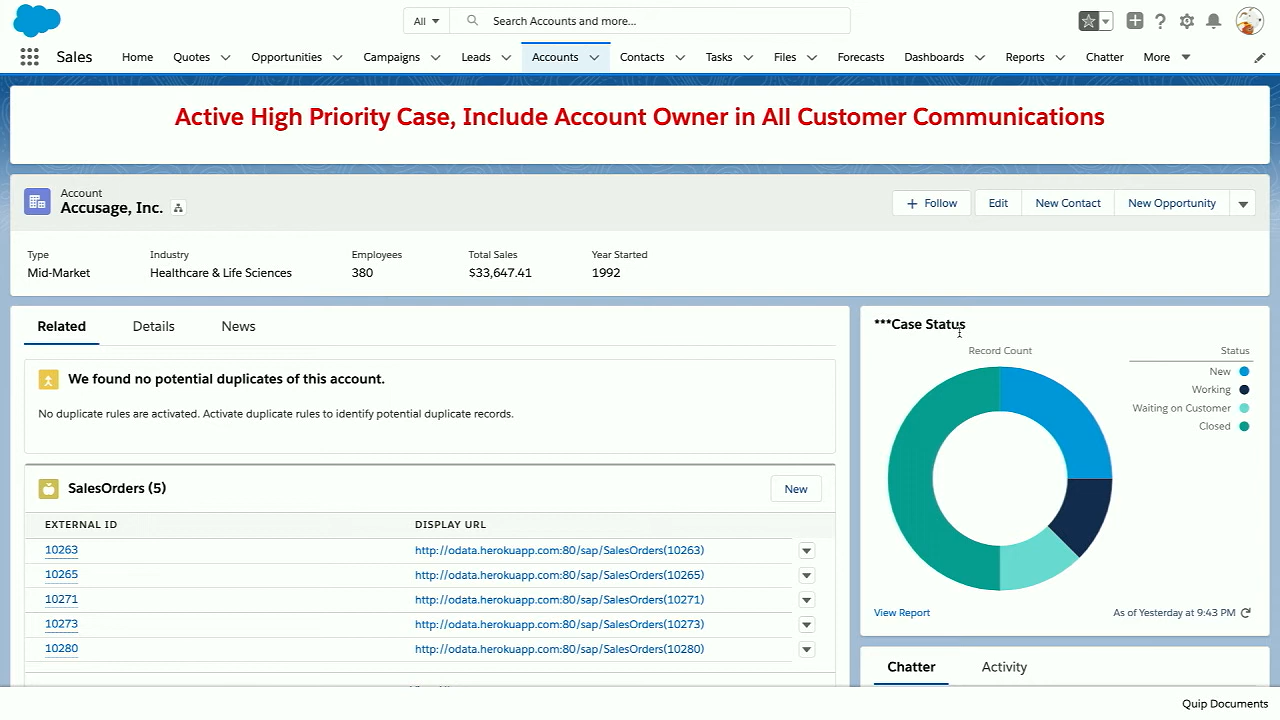 All
Search Accounts and more...
Sales
Home
Quotes
Opportunities
Campaigns
Leads
Accounts
Contacts
Tasks
Files
Forecasts
Dashboards
Reports
Chatter
More
Active High Priority Case, Include Account Owner in All Customer Communications
Account
Accusage, Inc.
+ Follow
Edit
New Contact
New Opportunity
Type
Industry
Employees
Total Sales
Year Started
Mid-Market
Healthcare & Life Sciences
380
$33,647.41
1992
Related
Details
News
We found no potential duplicates of this account.
No duplicate rules are activated. Activate duplicate rules to identify potential duplicate records.
SalesOrders (5)
New
EXTERNAL ID
DISPLAY URL
10263
http://odata.herokuapp.com:80/sap/SalesOrders(10263)
10265
http://odata.herokuapp.com:80/sap/SalesOrders(10265)
10271
http://odata.herokuapp.com:80/sap/SalesOrders(10271)
10273
http://odata.herokuapp.com:80/sap/SalesOrders(10273)
10280
http://odata.herokuapp.com:80/sap/SalesOrders(10280)
***Case Status
Record Count
Status
New
Working
Waiting on Customer
Closed
View Report
As of Yesterday at 9:43 PM
Chatter
Activity
Quip Documents